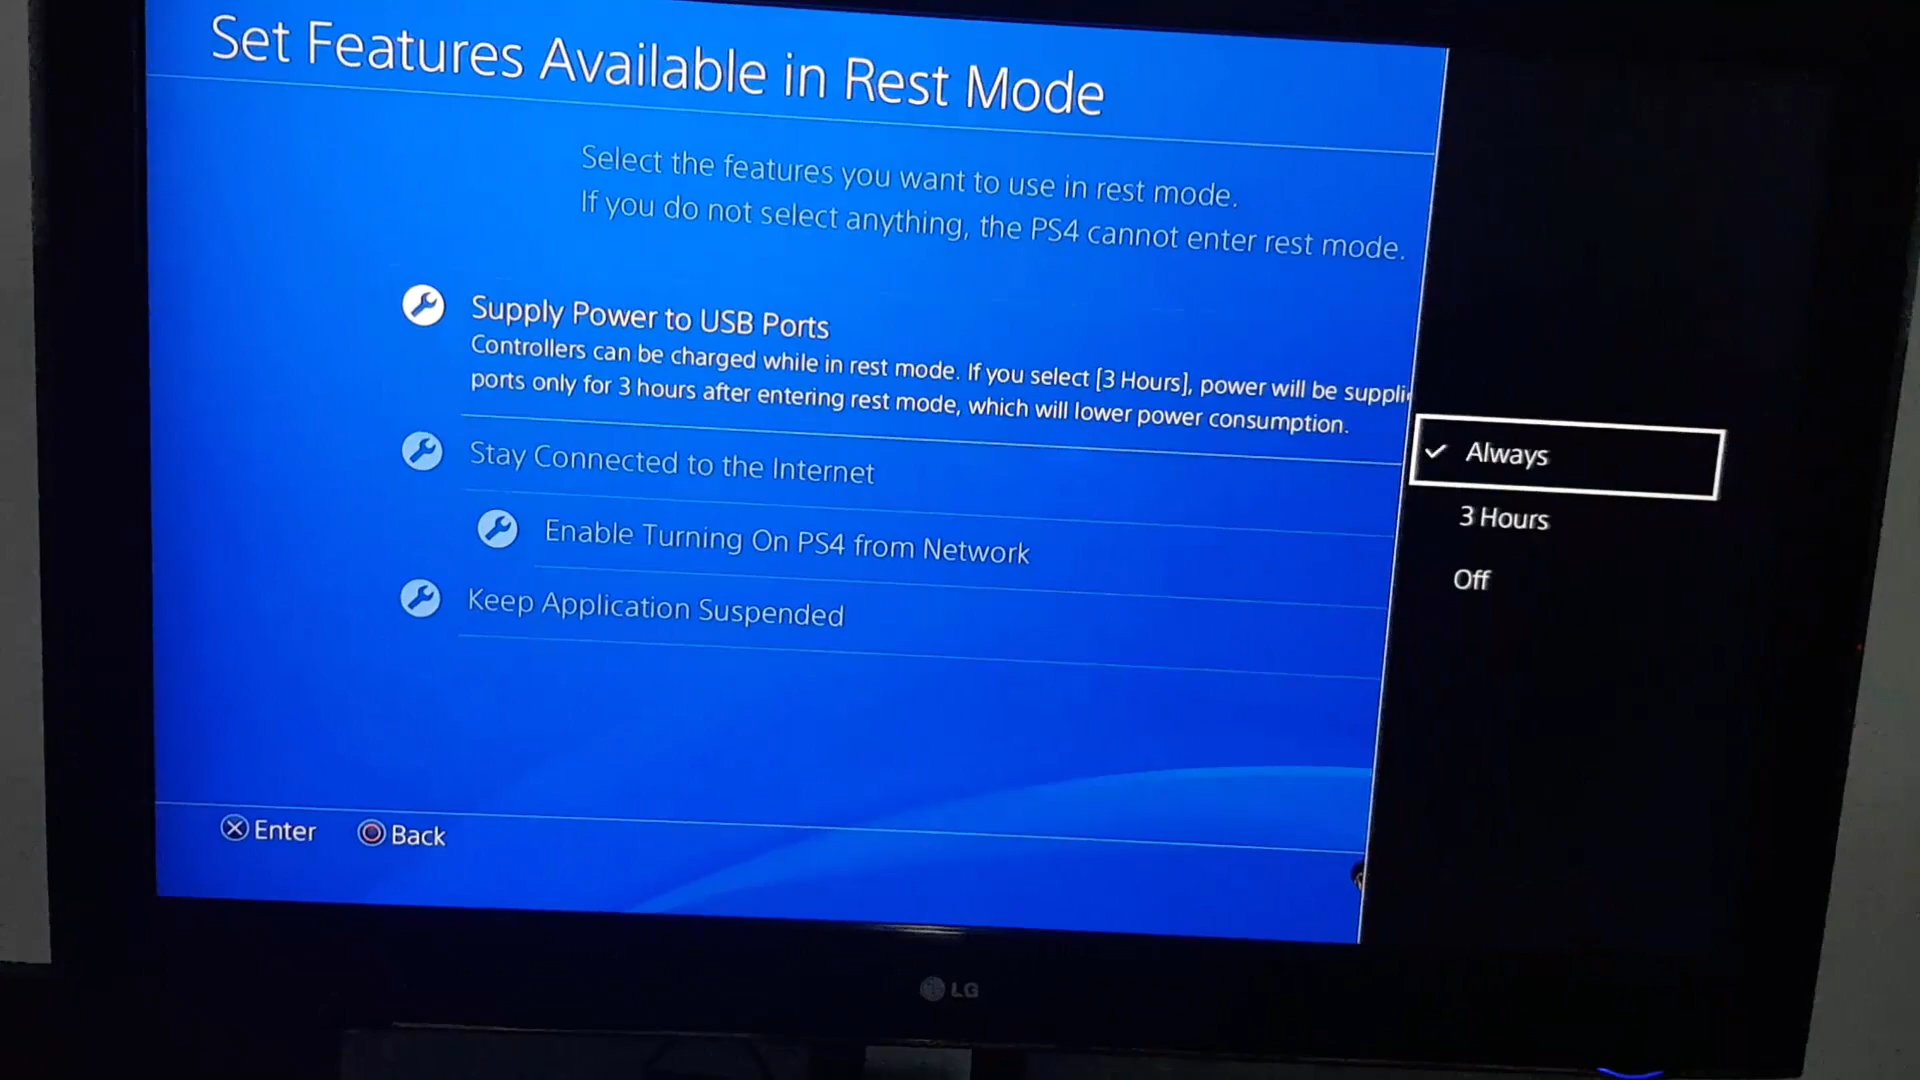 Set Features Available in Rest Mode
Select the features you want to use in rest mode.
If you do not select anything, the PS4 cannot enter rest mode.
Supply Power to USB Ports
Controllers can be charged while in rest mode. If you select [3 Hours], power will be
ports only for 3 hours after entering rest mode, which will lower power consumption.
Stay Connected to the Internet
Enable Turning On PS4 from Network
Keep Application Suspended
Always
3 Hours
Off
Enter
Back
LG